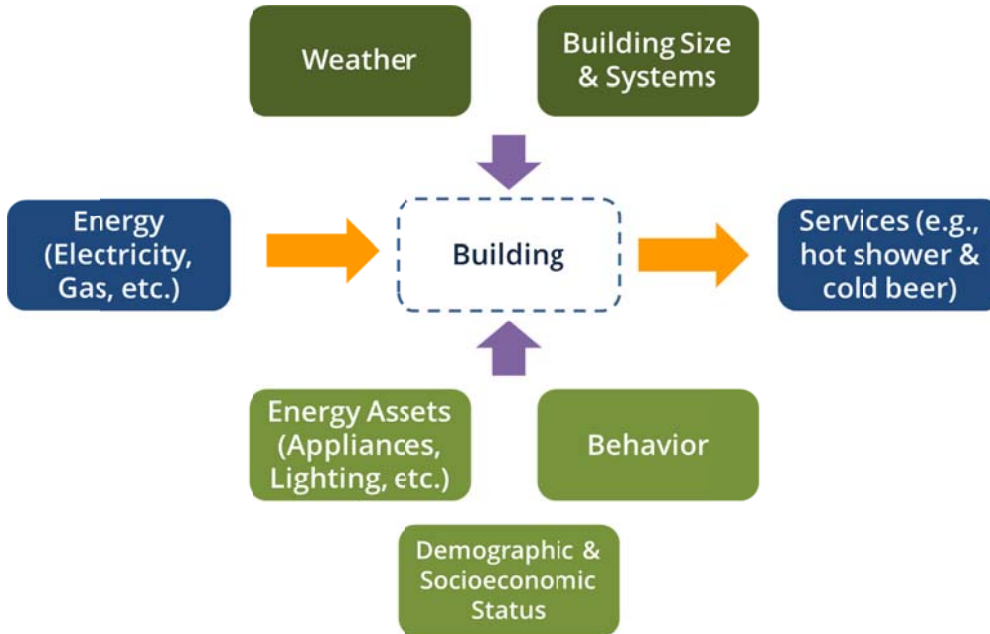 Weather
Building Size
& Systems
Energy
(Electricity,
Gas, etc.)
Building
Services (e.g.,
hot shower &
cold beer)
Energy Assets
(Appliances,
Lighting, etc.)
Behavior
Demographic &
Socioeconomic
Status